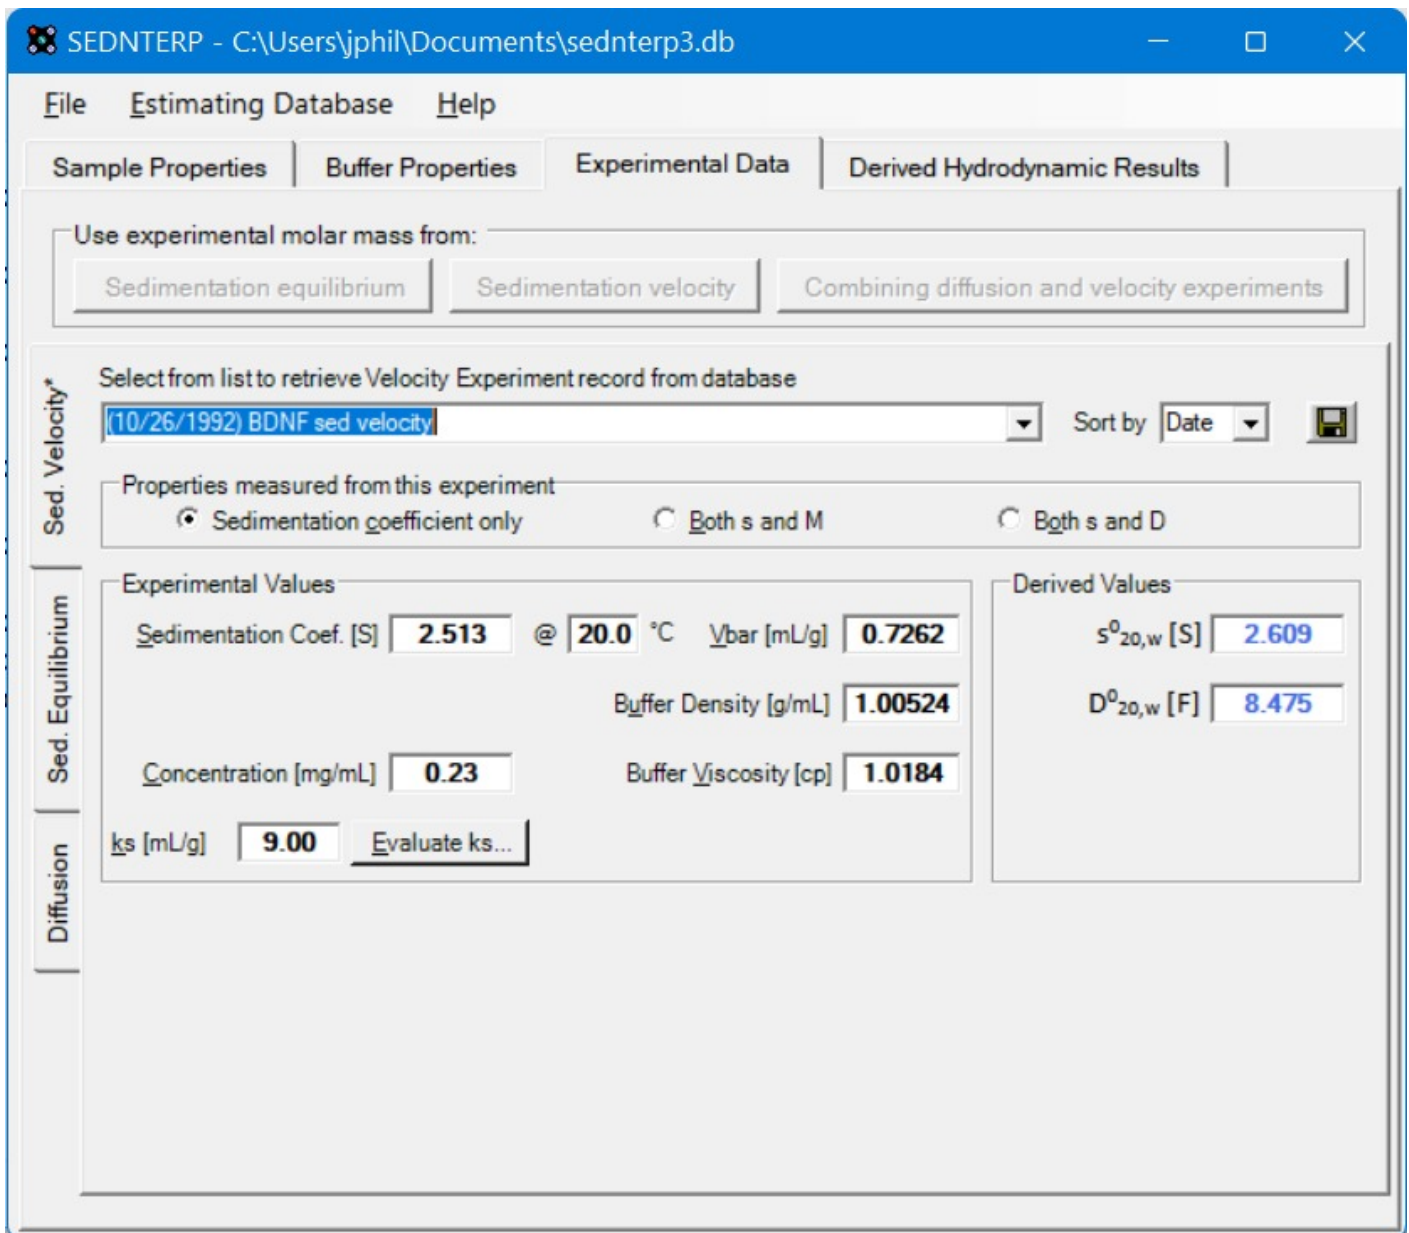 SEDNTERP - C:\Users\jphil\Documents\sednterp3.db
File Estimating Database Help
Sample Properties Buffer Properties Experimental Data Derived Hydrodynamic Results
Use experimental molar mass from:
Sedimentation equilibrium Sedimentation velocity Combining diffusion and velocity experiments
Sed. Velocity*
Sed. Equilibrium
Diffusion
Select from list to retrieve Velocity Experiment record from database
(10/26/1992) BDNF sed velocity Sort by Date
Properties measured from this experiment
Sedimentation coefficient only Both s and M Both s and D
Experimental Values Derived Values
Sedimentation Coef. [S] 2.513 @ 20.0 °C Vbar [mL/g] 0.7262 s⁰₂₀,w [S] 2.609
Buffer Density [g/mL] 1.00524 D⁰₂₀,w [F] 8.475
Concentration [mg/mL] 0.23 Buffer Viscosity [cp] 1.0184
ks [mL/g] 9.00 Evaluate ks...